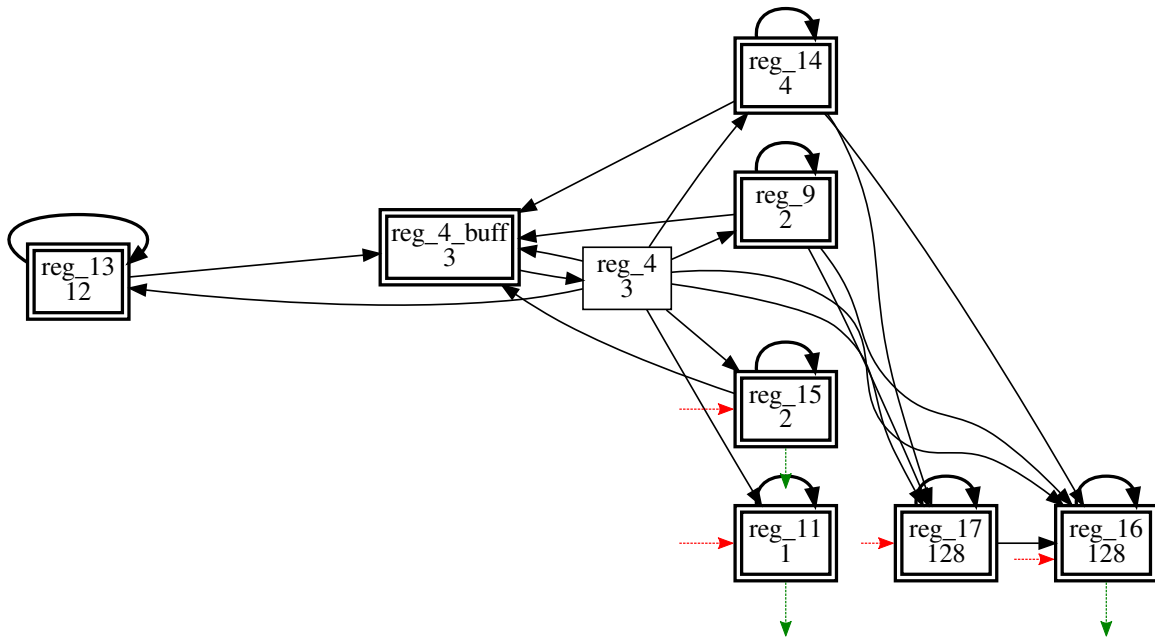 reg_14
4
reg_9
2
reg_4_buff
3
reg_4
3
reg_13
12
reg_15
2
reg_11
1
reg_17
128
reg_16
128